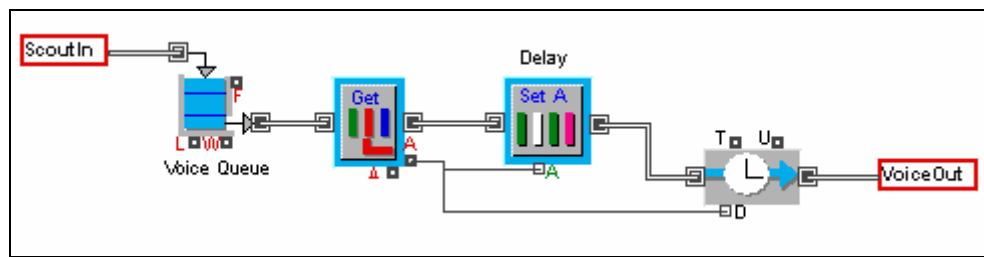 ScoutIn
Delay
F
Get
Set A
A
T U
L W
Δ
A
Voice Queue
VoiceOut
D